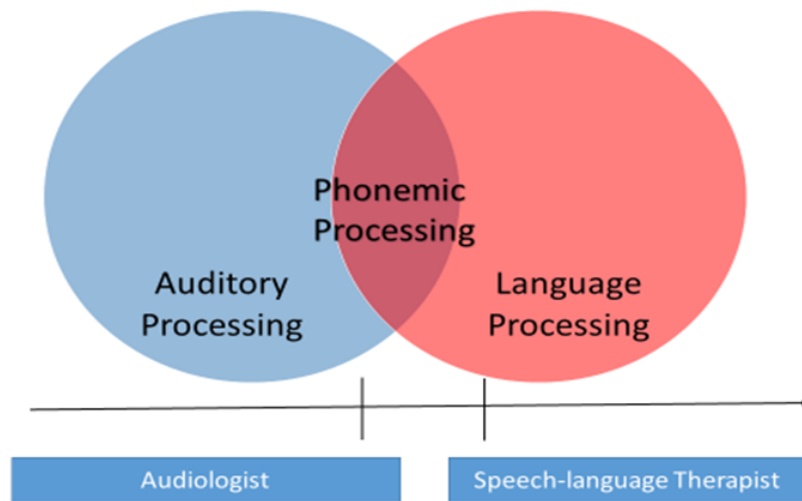 Phonemic
Processing
Auditory
Processing
Language
Processing
Audiologist
Speech-language Therapist